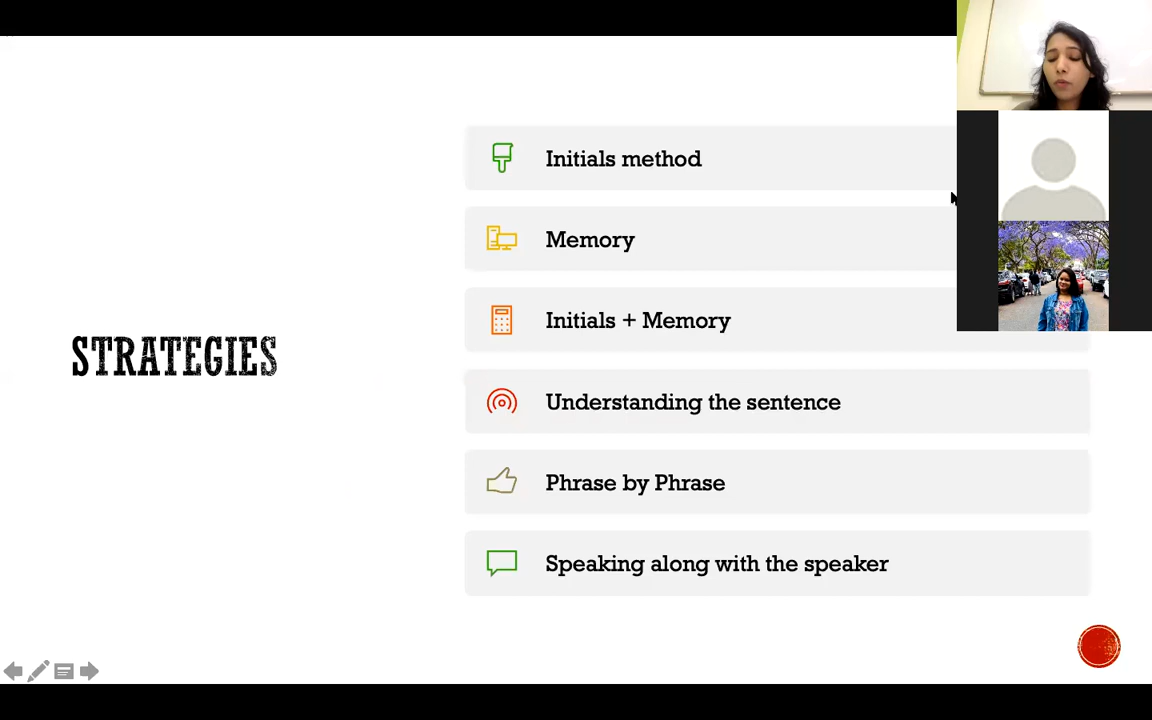 STRATEGIES
Initials method
Memory
Initials + Memory
Understanding the sentence
Phrase by Phrase
Speaking along with the speaker